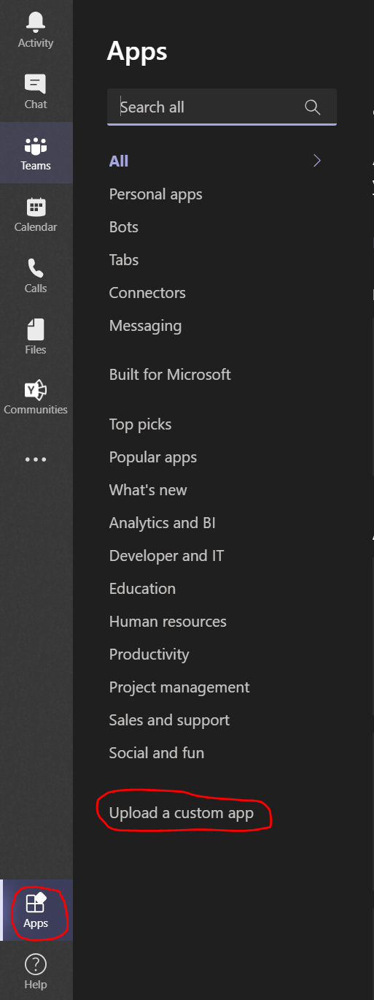 Activity
Chat
Teams
Calendar
Calls
Files
Communities
Apps
Help
Apps
Search all
All
Personal apps
Bots
Tabs
Connectors
Messaging
Built for Microsoft
Top picks
Popular apps
What's new
Analytics and BI
Developer and IT
Education
Human resources
Productivity
Project management
Sales and support
Social and fun
Upload a custom app